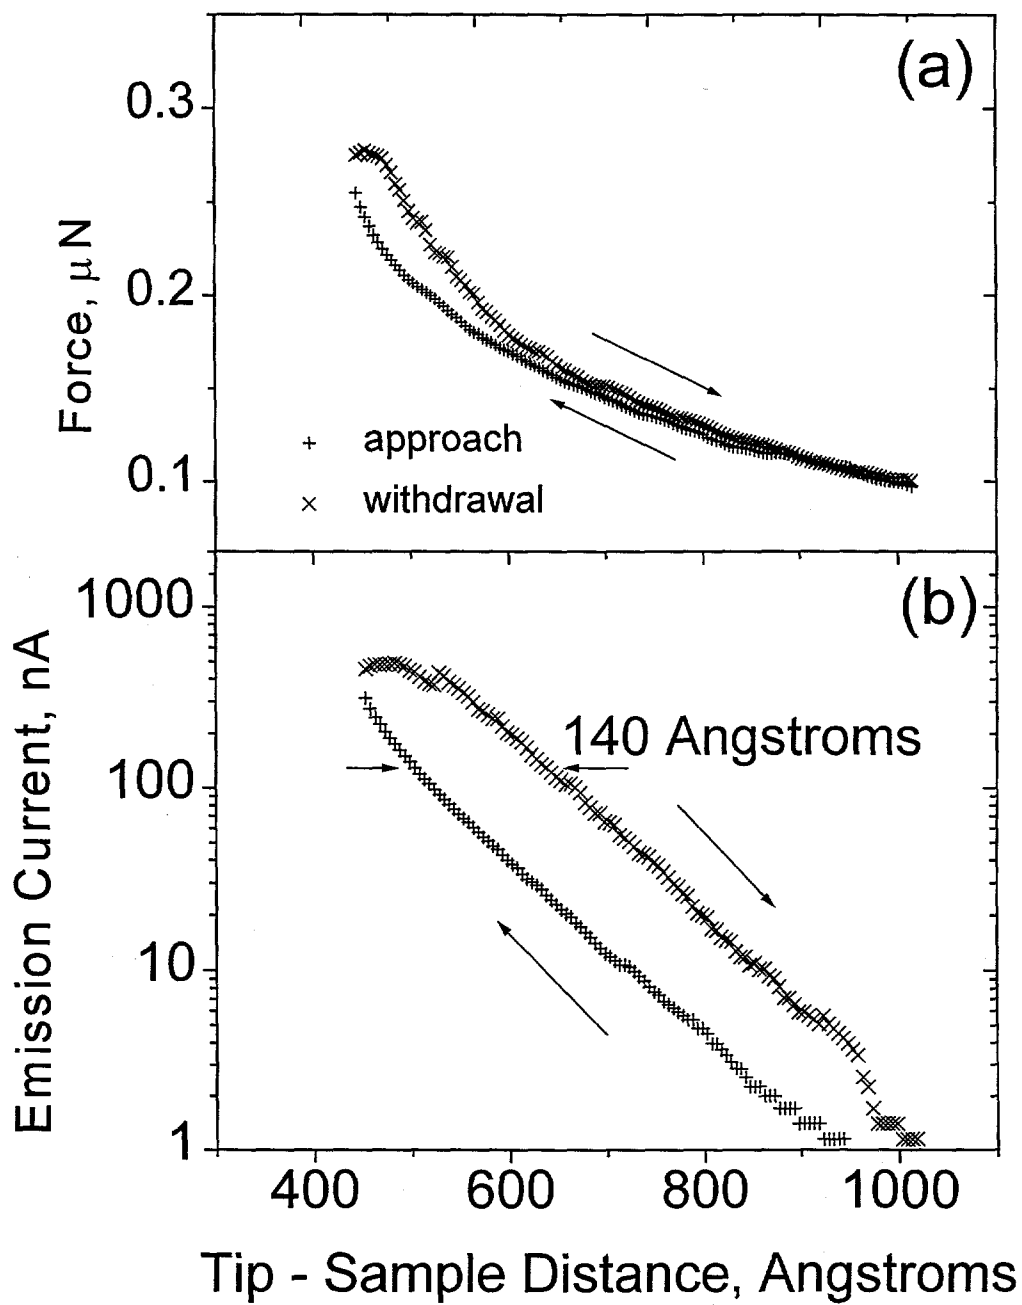 (a)
0.3
0.2
0.1
Force, μN
+ approach
× withdrawal
(b)
1000
100
10
1
Emission Current, nA
140 Angstroms
400 600 800 1000
Tip - Sample Distance, Angstroms